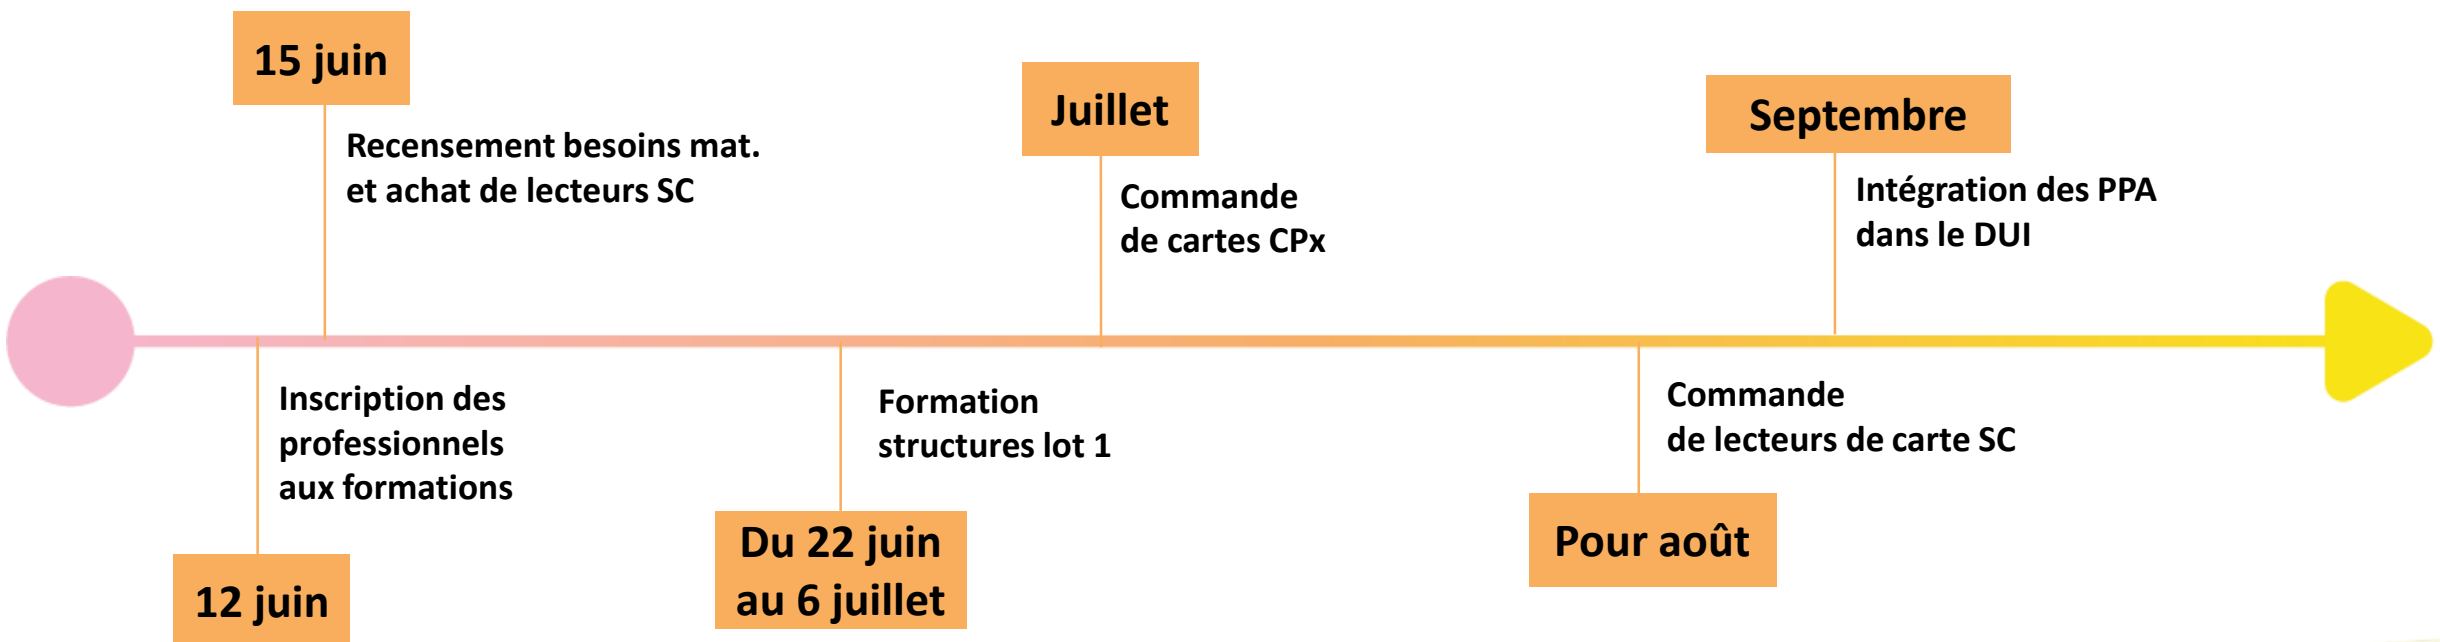 15 juin
Recensement besoins mat.
et achat de lecteurs SC
Juillet
Commande
de cartes CPx
Septembre
Intégration des PPA
dans le DUI
Inscription des
professionnels
aux formations
12 juin
Formation
structures lot 1
Du 22 juin
au 6 juillet
Commande
de lecteurs de carte SC
Pour août